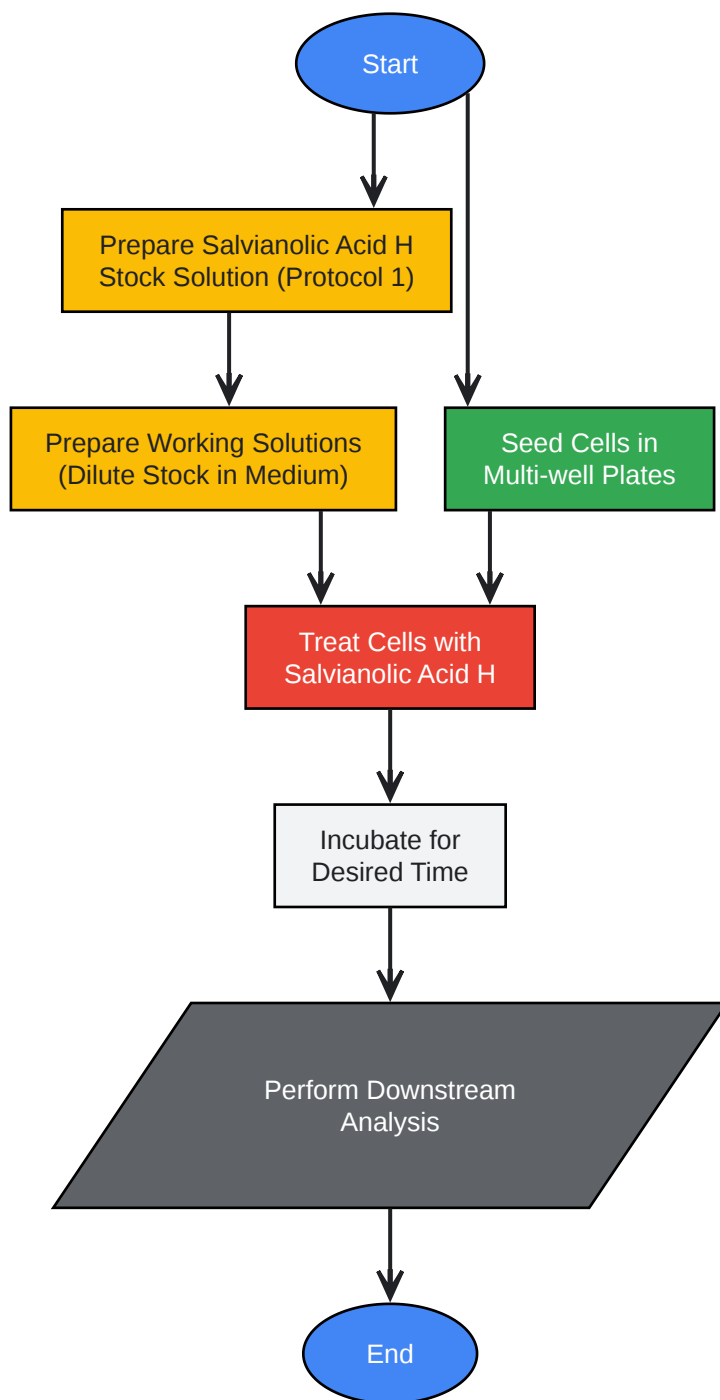 Start
Prepare Salvianolic Acid H
Stock Solution (Protocol 1)
Prepare Working Solutions
(Dilute Stock in Medium)
Seed Cells in
Multi-well Plates
Treat Cells with
Salvianolic Acid H
Incubate for
Desired Time
Perform Downstream
Analysis
End